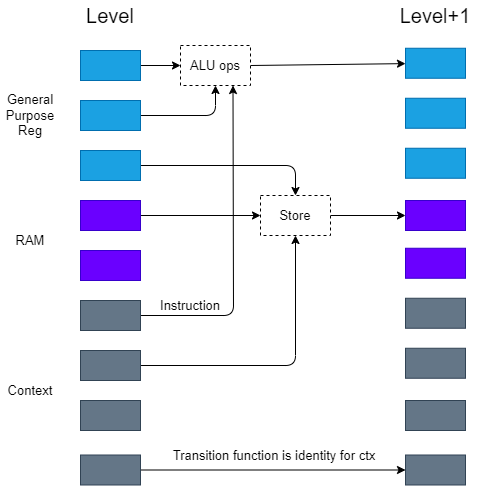 Level
Level+1
ALU ops
General
Purpose
Reg
Store
RAM
Instruction
Context
Transition function is identity for ctx